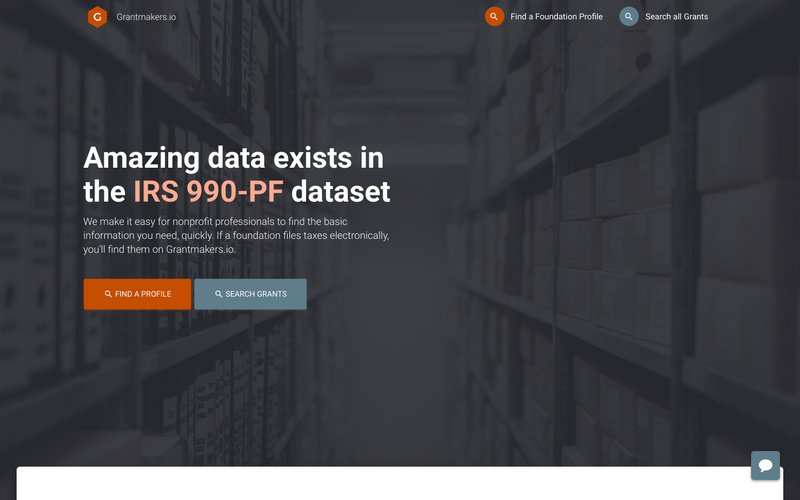 Grantmakers.io
Find a Foundation Profile
Search all Grants
Amazing data exists in
the IRS 990-PF dataset
We make it easy for nonprofit professionals to find the basic
information you need, quickly. If a foundation files taxes electronically,
you'll find them on Grantmakers.io.
FIND A PROFILE
SEARCH GRANTS